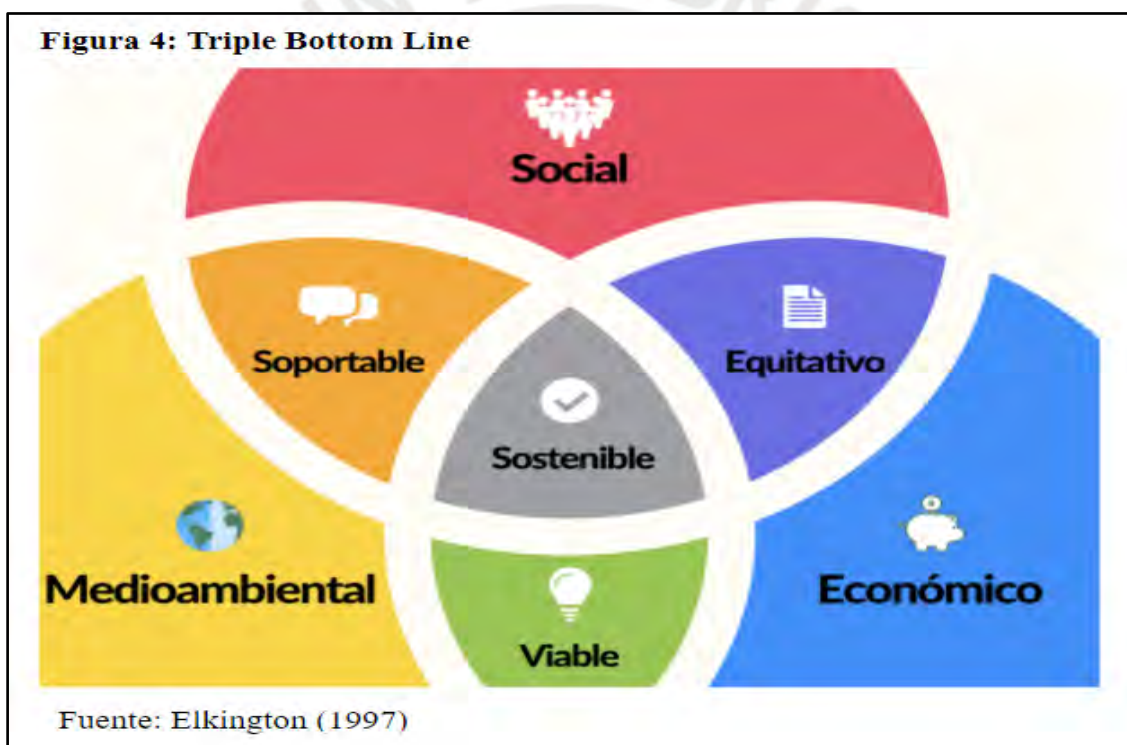 Figura 4: Triple Bottom Line
Social
Soportable
Equitativo
Sostenible
Medioambiental
Económico
Viable
Fuente: Elkington (1997)